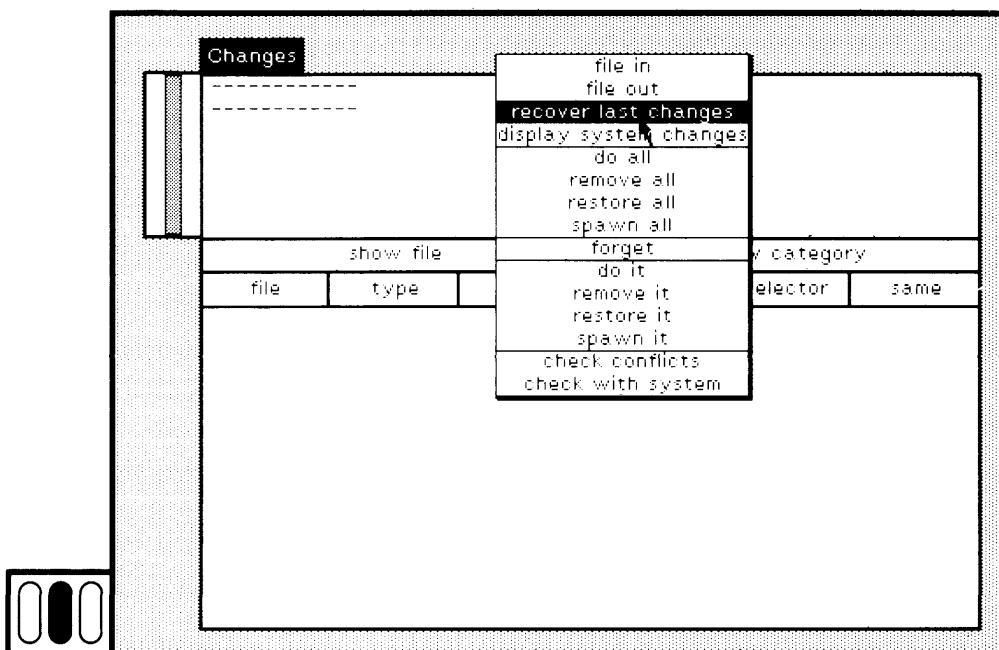 Changes
file in
file out
recover last changes
display system changes
do all
remove all
restore all
spawn all
forget
do it
remove it
restore it
spawn it
check conflicts
check with system
show file
category
file
type
elector
same